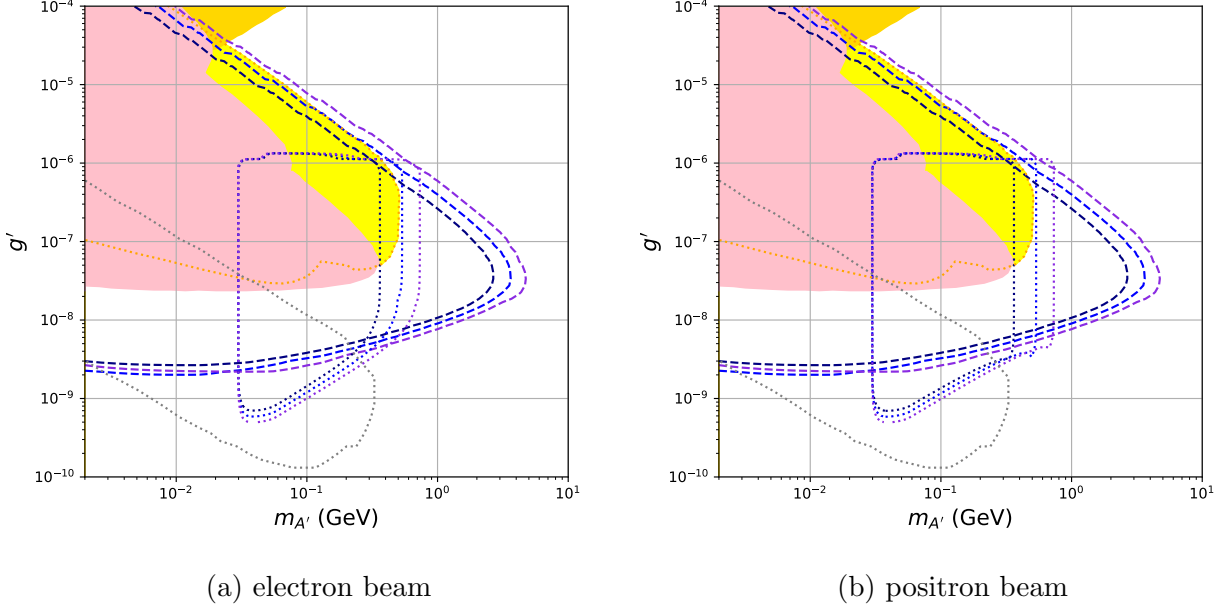 10⁻⁴
10⁻⁵
10⁻⁶
10⁻⁷
10⁻⁸
10⁻⁹
10⁻¹⁰
g′
10⁻² 10⁻¹ 10⁰ 10¹
m_A′ (GeV)
(a) electron beam
10⁻⁴
10⁻⁵
10⁻⁶
10⁻⁷
10⁻⁸
10⁻⁹
10⁻¹⁰
g′
10⁻² 10⁻¹ 10⁰ 10¹
m_A′ (GeV)
(b) positron beam